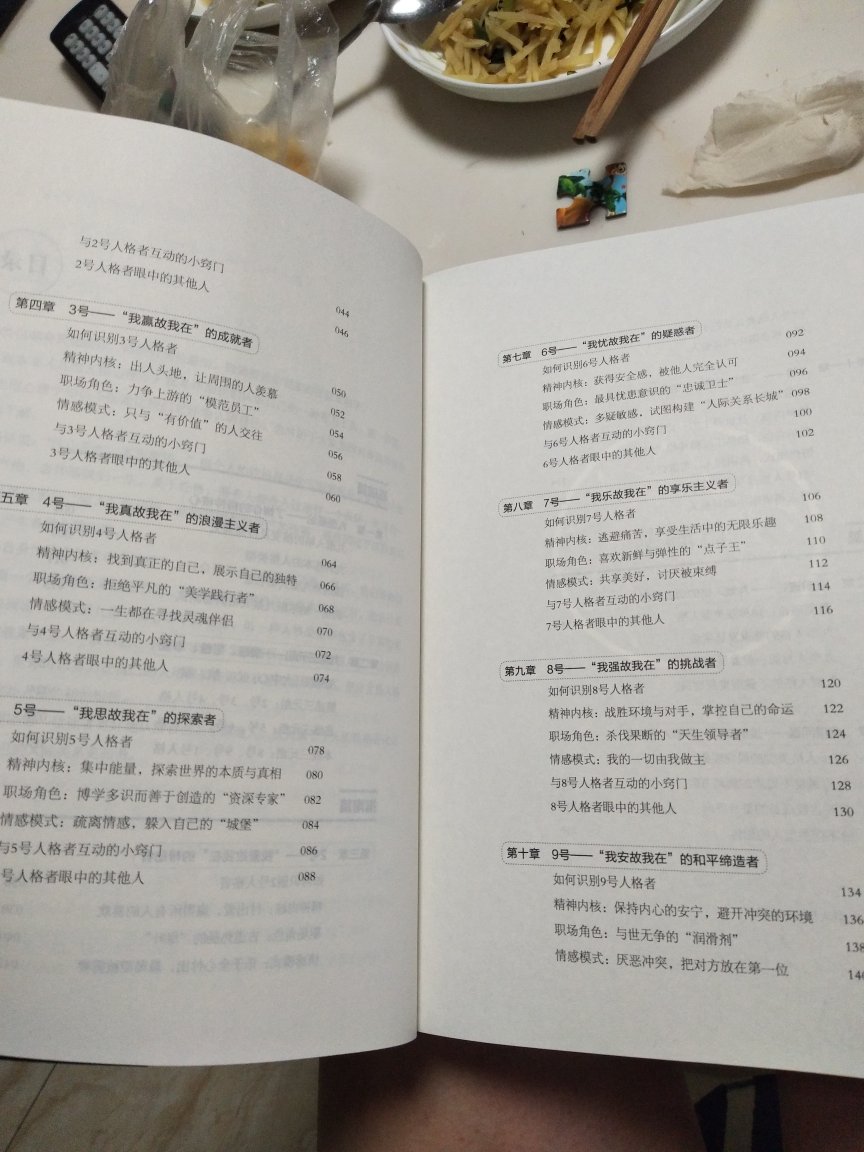 与2号人格者互动的小窍门
2号人格者眼中的其他人 044
第四章 3号——“我赢故我在”的成就者 046
如何识别3号人格者
精神内核：出人头地，让周围的人羡慕 050
职场角色：力争上游的“模范员工” 052
情感模式：只与“有价值”的人交往 054
与3号人格者互动的小窍门 056
3号人格者眼中的其他人 058
060
五章 4号——“我真故我在”的浪漫主义者
如何识别4号人格者 064
精神内核：找到真正的自己，展示自己的独特 066
职场角色：拒绝平凡的“美学践行者” 068
情感模式：一生都在寻找灵魂伴侣 070
与4号人格者互动的小窍门 072
4号人格者眼中的其他人 074
5号——“我思故我在”的探索者
如何识别5号人格者 078
精神内核：集中能量，探索世界的本质与真相 080
职场角色：博学多识而善于创造的“资深专家” 082
情感模式：疏离情感，躲入自己的“城堡” 084
与5号人格者互动的小窍门 086
号人格者眼中的其他人 088
第七章 6号——“我忧故我在”的疑惑者
如何识别6号人格者 092
精神内核：获得安全感，被他人完全认可 094
职场角色：最具忧患意识的“忠诚卫士” 096
情感模式：多疑敏感，试图构建“人际关系长城” 098
与6号人格者互动的小窍门 100
6号人格者眼中的其他人 102
第八章 7号——“我乐故我在”的享乐主义者
如何识别7号人格者 106
精神内核：逃避痛苦，享受生活中的无限乐趣 108
职场角色：喜欢新鲜与弹性的“点子王” 110
情感模式：共享美好，讨厌被束缚 112
与7号人格者互动的小窍门 114
7号人格者眼中的其他人 116
第九章 8号——“我强故我在”的挑战者
如何识别8号人格者 120
精神内核：战胜环境与对手，掌控自己的命运 122
职场角色：杀伐果断的“天生领导者” 124
情感模式：我的一切由我做主 126
与8号人格者互动的小窍门 128
8号人格者眼中的其他人 130
第十章 9号——“我安故我在”的和平缔造者
如何识别9号人格者 134
精神内核：保持内心的安宁，避开冲突的环境 136
职场角色：与世无争的“润滑剂” 138
情感模式：厌恶冲突，把对方放在第一位 140